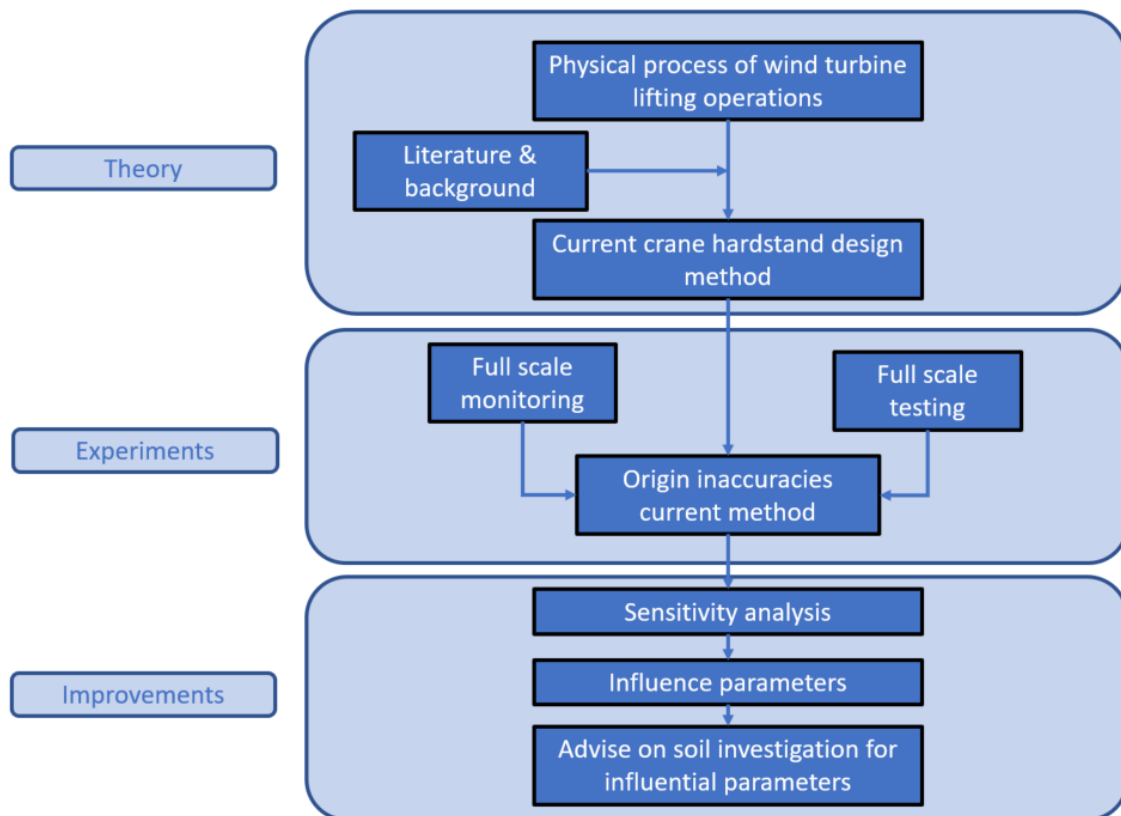 Physical process of wind turbine
lifting operations
Theory
Literature &
background
Current crane hardstand design
method
Full scale
monitoring
Full scale
testing
Experiments
Origin inaccuracies
current method
Sensitivity analysis
Improvements
Influence parameters
Advise on soil investigation for
influential parameters